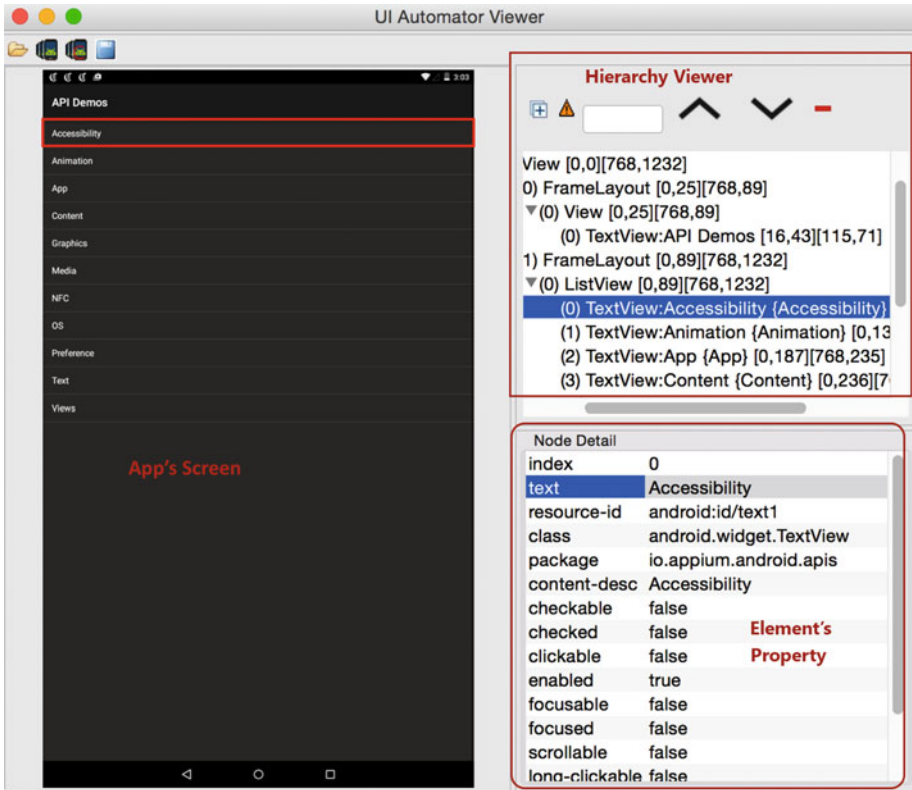 UI Automator Viewer
3:03
API Demos
Accessibility
Animation
App
Content
Graphics
Media
NFC
OS
Preference
Text
Views
App's Screen
Hierarchy Viewer
View [0,0][768,1232]
0) FrameLayout [0,25][768,89]
(0) View [0,25][768,89]
(0) TextView:API Demos [16,43][115,71]
1) FrameLayout [0,89][768,1232]
(0) ListView [0,89][768,1232]
(0) TextView:Accessibility {Accessibility}
(1) TextView:Animation {Animation} [0,13
(2) TextView:App {App} [0,187][768,235]
(3) TextView:Content {Content} [0,236][7
Node Detail
index 0
text Accessibility
resource-id android:id/text1
class android.widget.TextView
package io.appium.android.apis
content-desc Accessibility
checkable false
checked false
clickable false
enabled true
focusable false
focused false
scrollable false
long-clickable false
Element's
Property